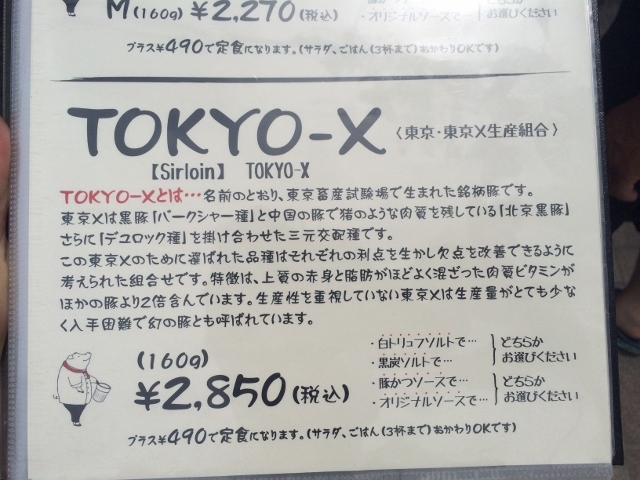 M(160g) ¥2,270(税込)
・オリジナルソースで… お選びください
プラス¥490で定食になります。(サラダ、ごはん(3杯まで)おかわりOKです)
TOKYO-X 〈東京・東京X生産組合〉
【Sirloin】 TOKYO-X
TOKYO-Xとは…名前のとおり、東京畜産試験場で生まれた銘柄豚です。
東京Xは黒豚「バークシャー種」と中国の豚で猪のような肉質を残している「北京黒豚」
さらに「デュロック種」を掛け合わせた三元交配種です。
この東京Xのために選ばれた品種はそれぞれの利点を生かし欠点を改善できるように
考えられた組合せです。特徴は、上質の赤身と脂肪がほどよく混ざった肉質ビタミンが
ほかの豚より2倍含んでいます。生産性を重視していない東京Xは生産量がとても少な
く入手困難で幻の豚とも呼ばれています。
(160g)
¥2,850(税込)
・白トリュフソルトで…
・黒炭ソルトで…
どちらか
お選びください
・豚かつソースで…
・オリジナルソースで…
どちらか
お選びください
プラス¥490で定食になります。(サラダ、ごはん(3杯まで)おかわりOKです)